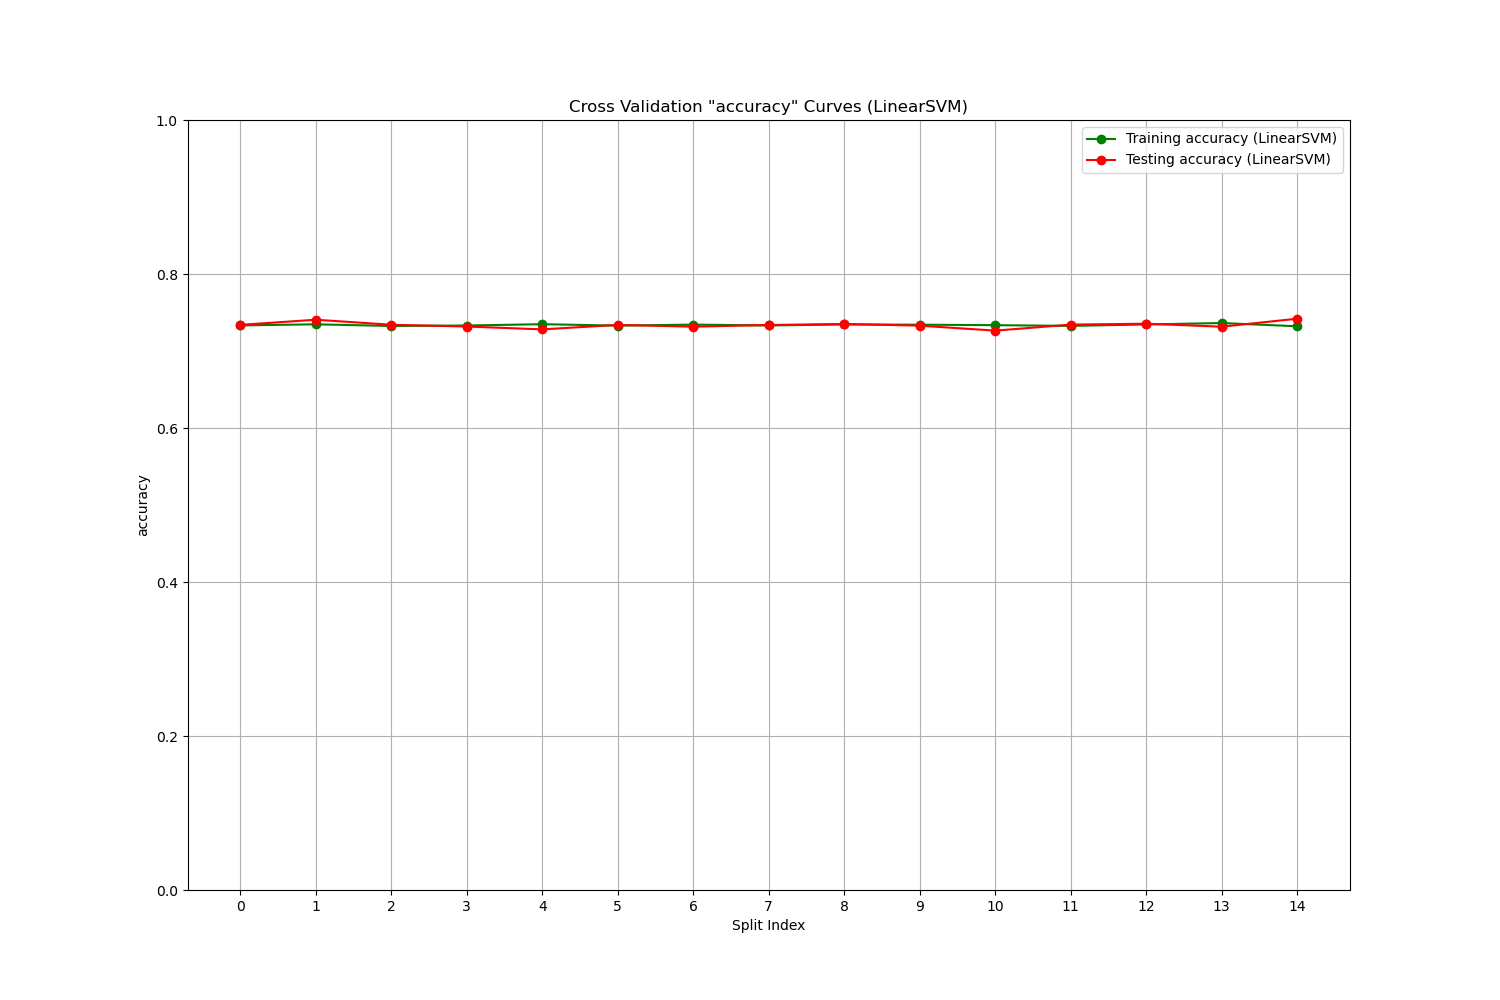 Cross Validation "accuracy" Curves (LinearSVM)
Training accuracy (LinearSVM)
Testing accuracy (LinearSVM)
accuracy
1.0
0.8
0.6
0.4
0.2
0.0
0 1 2 3 4 5 6 7 8 9 10 11 12 13 14
Split Index